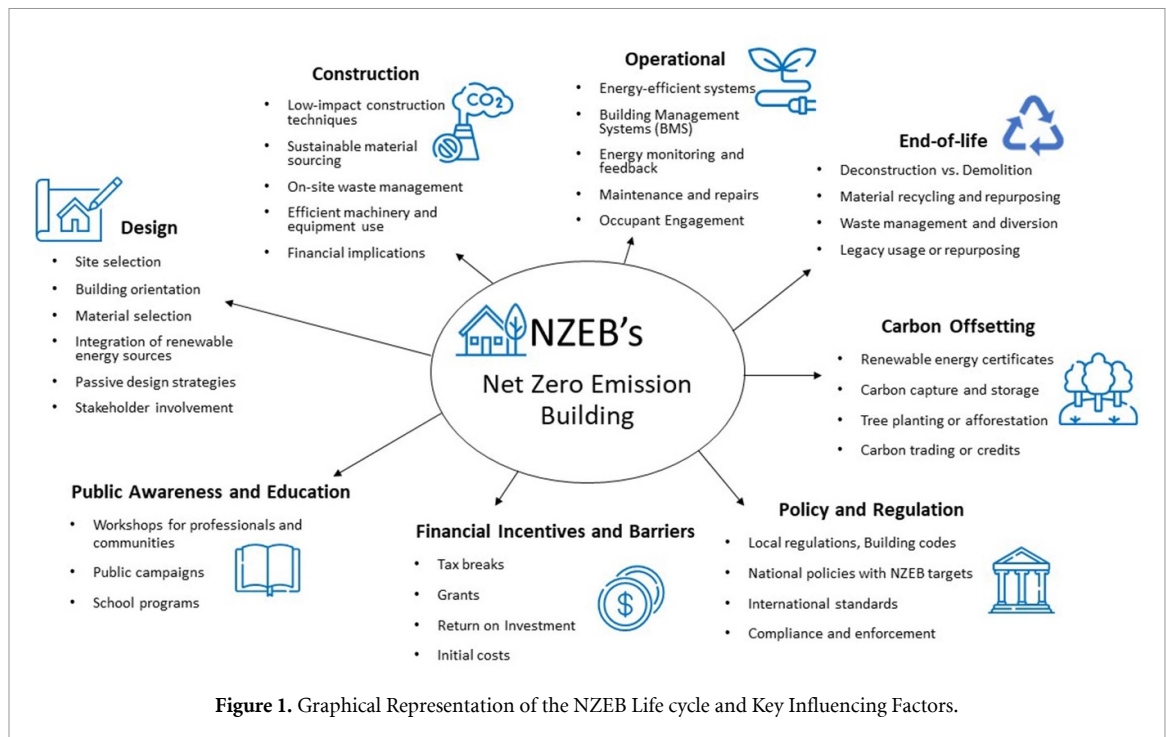 Construction
• Low-impact construction
techniques
• Sustainable material
sourcing
• On-site waste management
• Efficient machinery and
equipment use
• Financial implications
CO2
Operational
• Energy-efficient systems
• Building Management
Systems (BMS)
• Energy monitoring and
feedback
• Maintenance and repairs
• Occupant Engagement
End-of-life
• Deconstruction vs. Demolition
• Material recycling and repurposing
• Waste management and diversion
• Legacy usage or repurposing
Design
• Site selection
• Building orientation
• Material selection
• Integration of renewable
energy sources
• Passive design strategies
• Stakeholder involvement
NZEB's
Net Zero Emission
Building
Carbon Offsetting
• Renewable energy certificates
• Carbon capture and storage
• Tree planting or afforestation
• Carbon trading or credits
Public Awareness and Education
• Workshops for professionals and
communities
• Public campaigns
• School programs
Financial Incentives and Barriers
• Tax breaks
• Grants
• Return on Investment
• Initial costs
$
Policy and Regulation
• Local regulations, Building codes
• National policies with NZEB targets
• International standards
• Compliance and enforcement
Figure 1. Graphical Representation of the NZEB Life cycle and Key Influencing Factors.